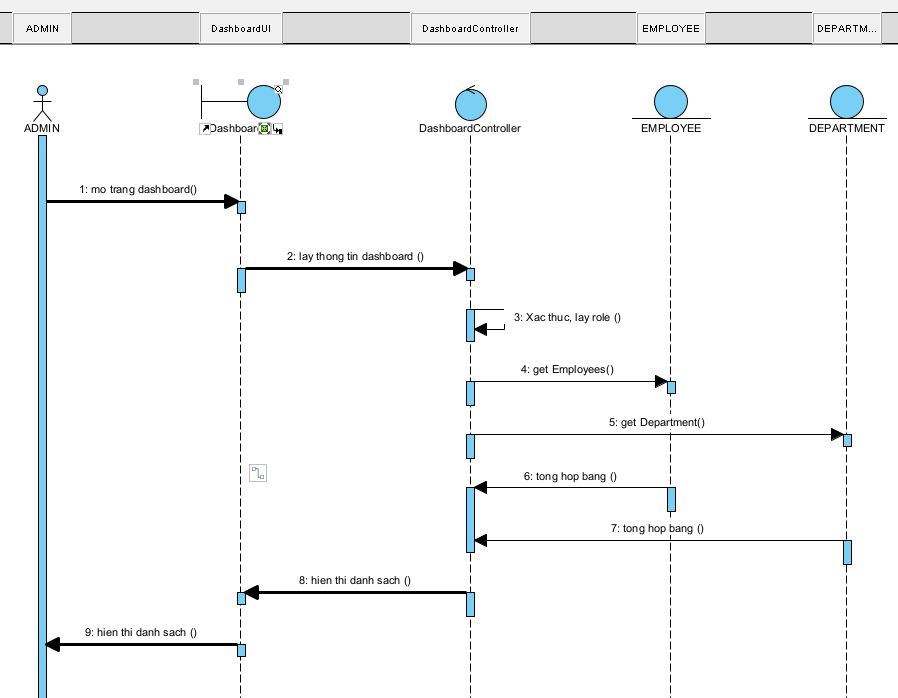 ADMIN
DashboardUI
DashboardController
EMPLOYEE
DEPARTM...
ADMIN
DashboardController
EMPLOYEE
DEPARTMENT
1: mo trang dashboard()
2: lay thong tin dashboard ()
3: Xac thuc, lay role ()
4: get Employees()
5: get Department()
6: tong hop bang ()
7: tong hop bang ()
8: hien thi danh sach ()
9: hien thi danh sach ()